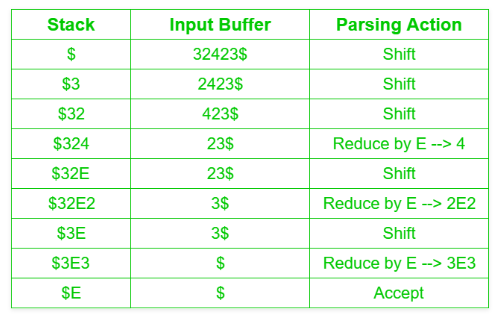 Stack Input Buffer Parsing Action
$ 32423$ Shift
$3 2423$ Shift
$32 423$ Shift
$324 23$ Reduce by E --> 4
$32E 23$ Shift
$32E2 3$ Reduce by E --> 2E2
$3E 3$ Shift
$3E3 $ Reduce by E --> 3E3
$E $ Accept